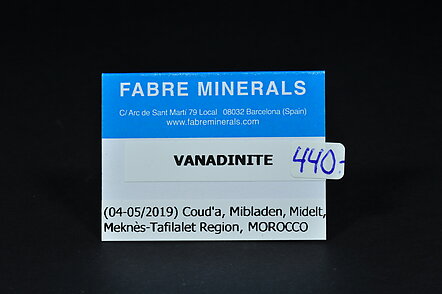 FABRE MINERALS
C/ Arc de Sant Martí 79 Local  08032 Barcelona (Spain)
www.fabreminerals.com
VANADINITE 440.-
(04-05/2019) Coud'a, Mibladen, Midelt,
Meknès-Tafilalet Region, MOROCCO